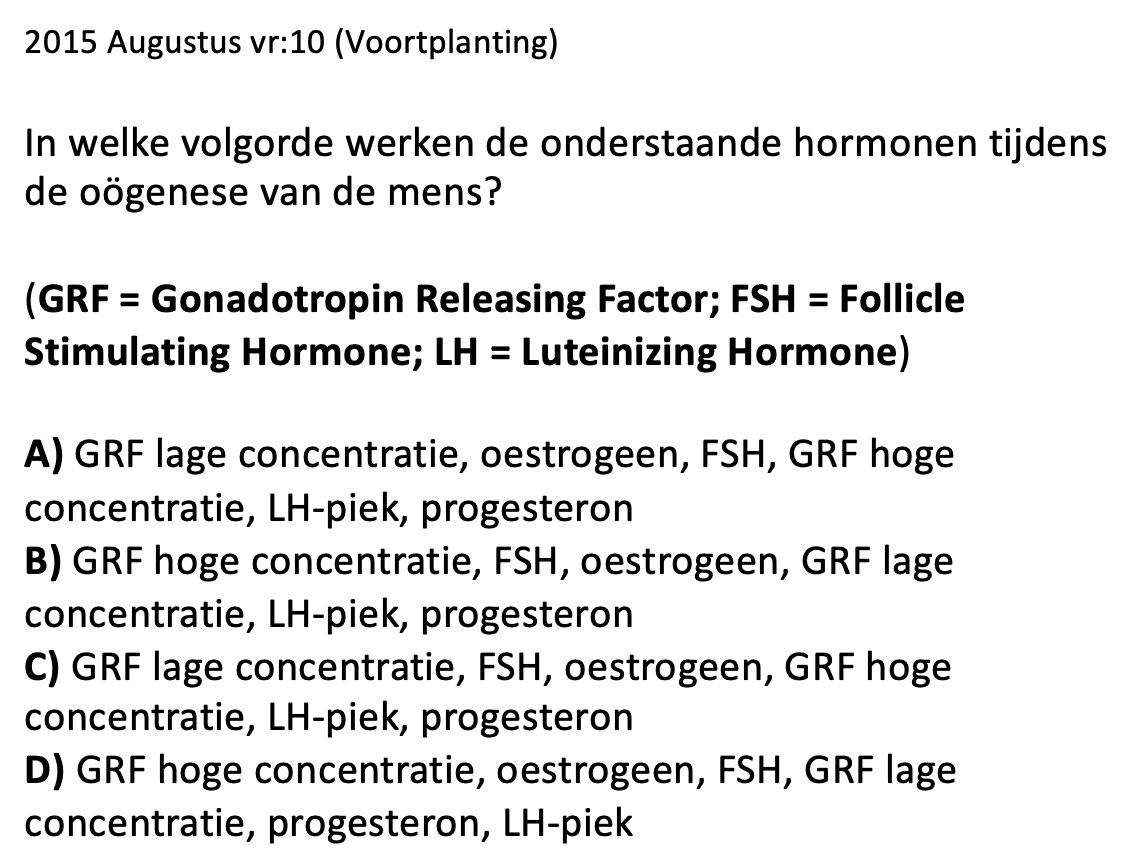 2015 Augustus vr:10 (Voortplanting)
In welke volgorde werken de onderstaande hormonen tijdens
de oögenese van de mens?
(GRF = Gonadotropin Releasing Factor; FSH = Follicle
Stimulating Hormone; LH = Luteinizing Hormone)
A) GRF lage concentratie, oestrogeen, FSH, GRF hoge
concentratie, LH-piek, progesteron
B) GRF hoge concentratie, FSH, oestrogeen, GRF lage
concentratie, LH-piek, progesteron
C) GRF lage concentratie, FSH, oestrogeen, GRF hoge
concentratie, LH-piek, progesteron
D) GRF hoge concentratie, oestrogeen, FSH, GRF lage
concentratie, progesteron, LH-piek